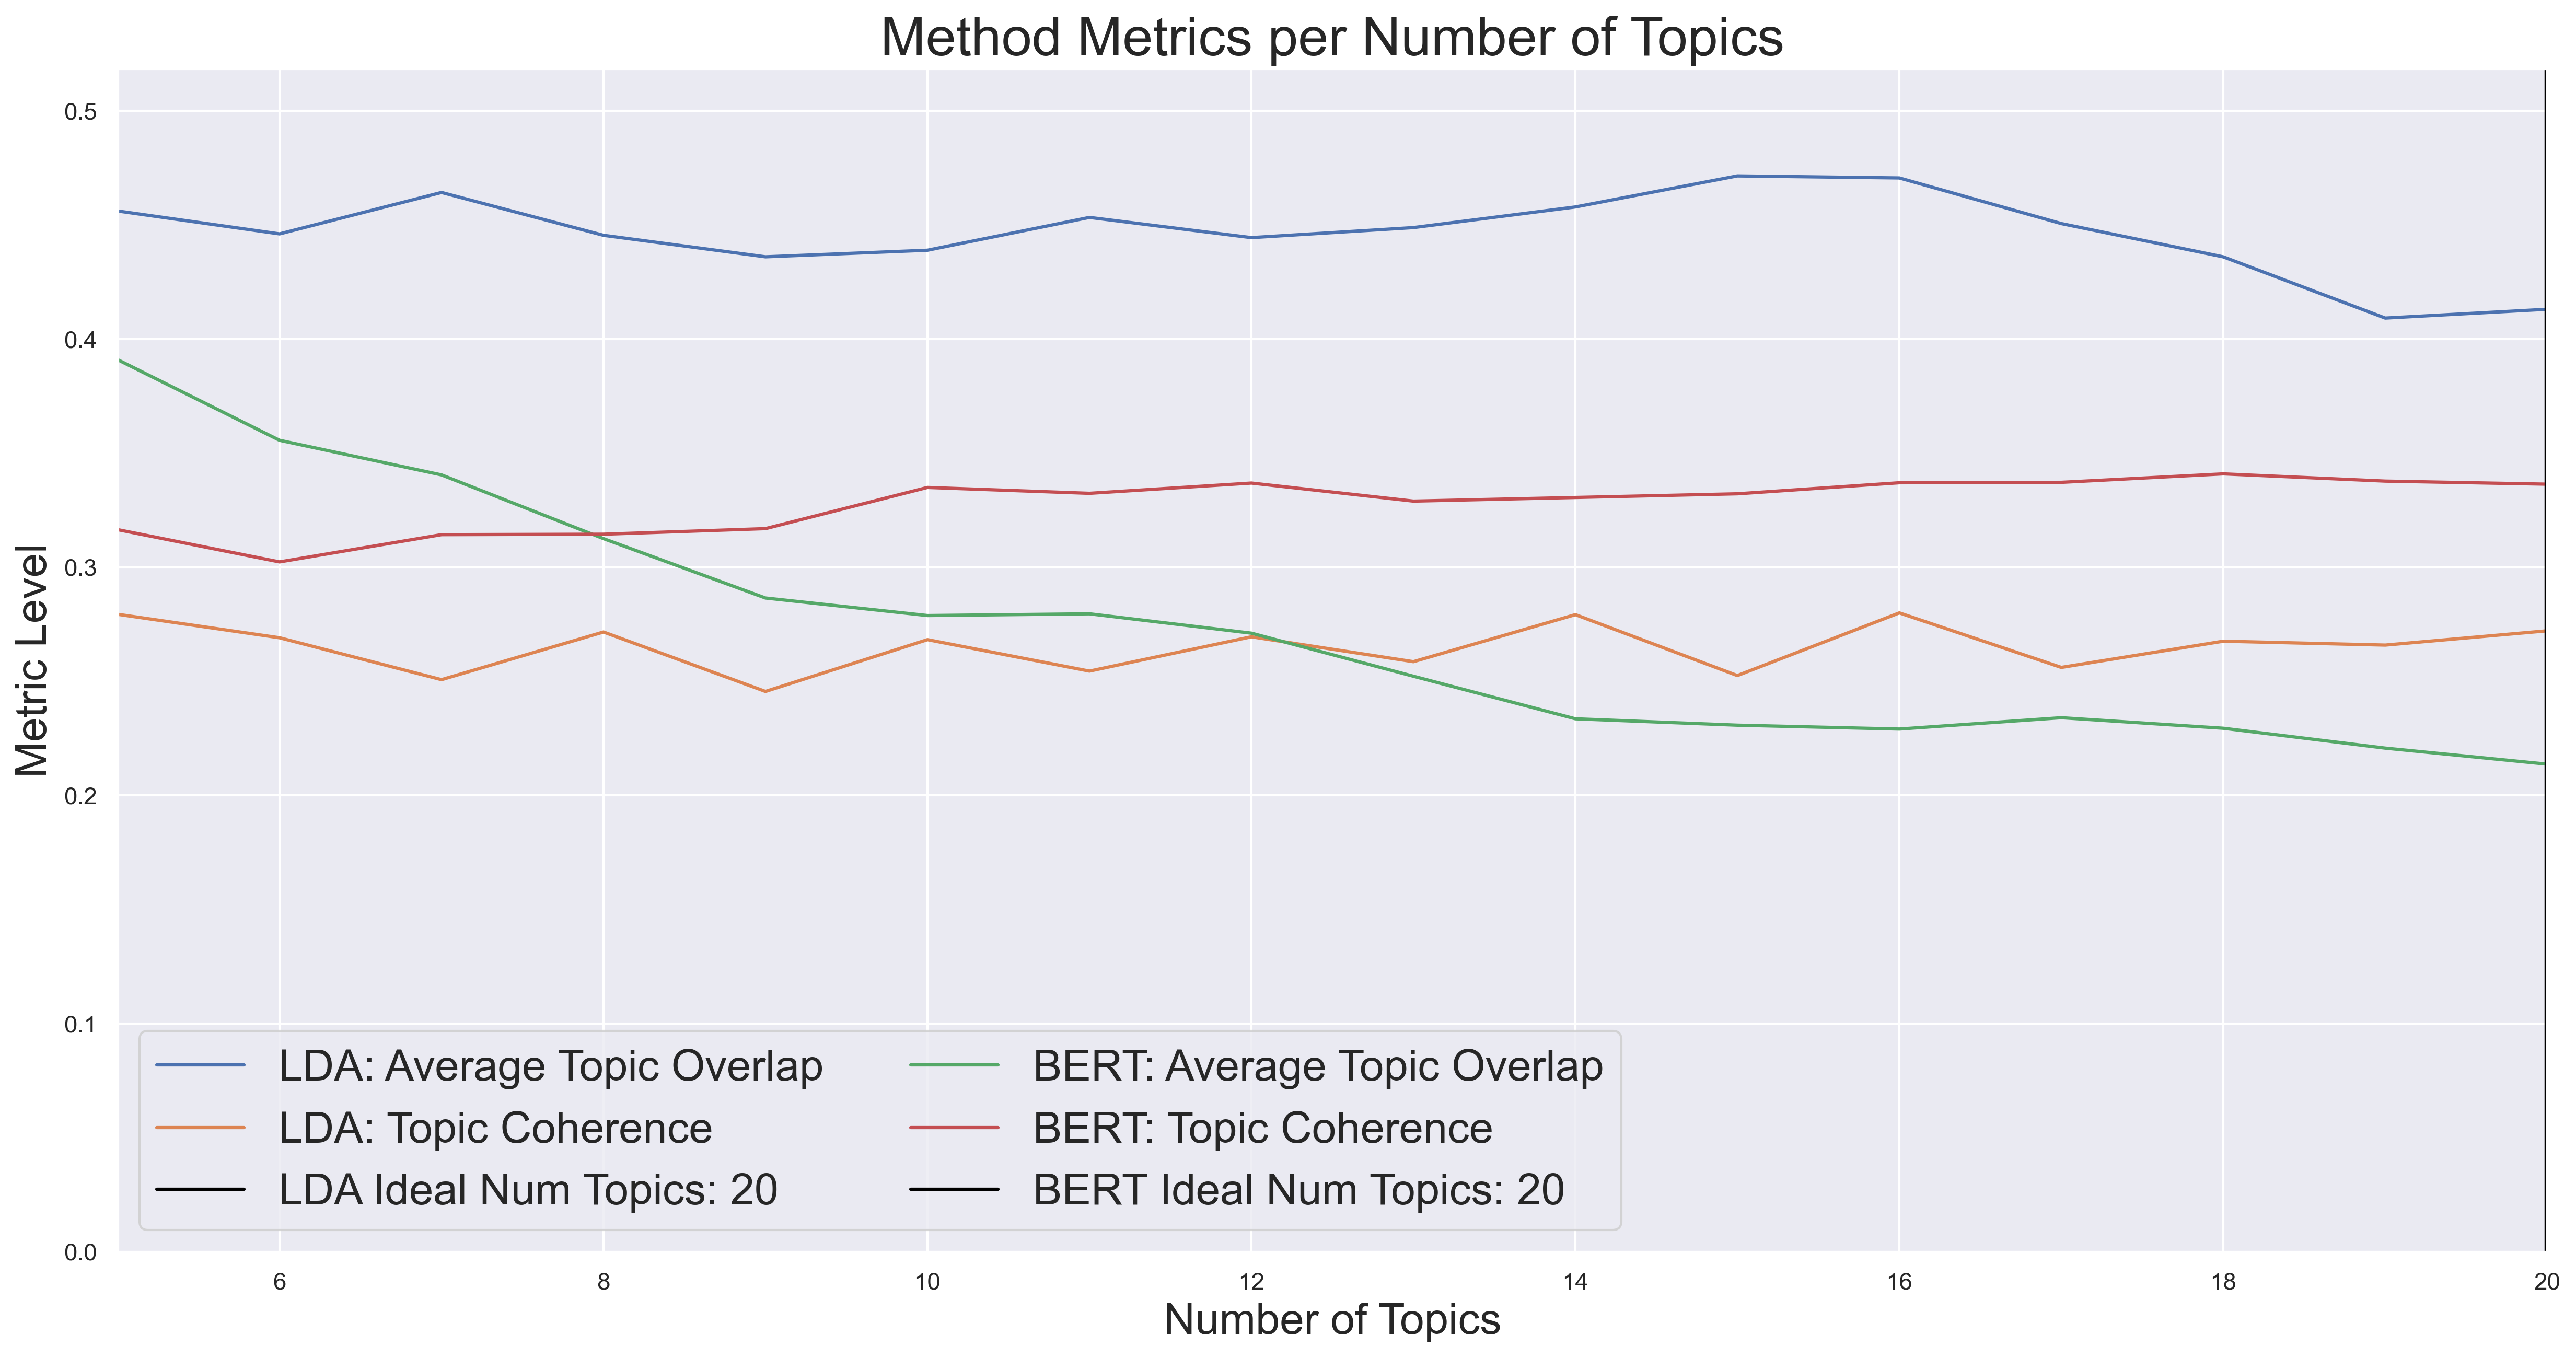 Method Metrics per Number of Topics
Metric Level
0.5
0.4
0.3
0.2
0.1
0.0
LDA: Average Topic Overlap
LDA: Topic Coherence
LDA Ideal Num Topics: 20
BERT: Average Topic Overlap
BERT: Topic Coherence
BERT Ideal Num Topics: 20
6 8 10 12 14 16 18 20
Number of Topics